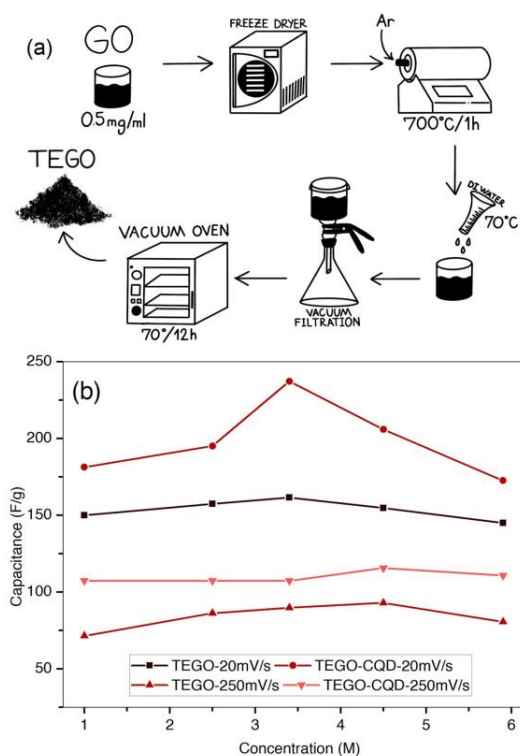 (a)
GO
0.5 mg/ml
FREEZE DRYER
Ar
700°C/1h
DI WATER
70°C
VACUUM
FILTRATION
VACUUM OVEN
70°/12h
TEGO
(b)
Capacitance (F/g)
250
200
150
100
50
TEGO-20mV/s TEGO-CQD-20mV/s
TEGO-250mV/s TEGO-CQD-250mV/s
1 2 3 4 5 6
Concentration (M)